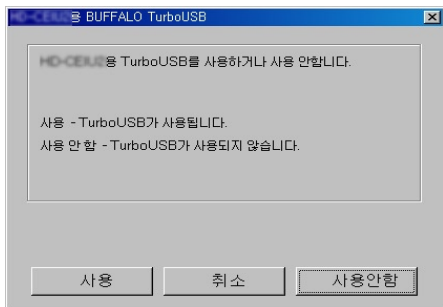 용 BUFFALO TurboUSB
용 TurboUSB를 사용하거나 사용 안함니다.
사용 - TurboUSB가 사용됩니다.
사용 안 함 - TurboUSB가 사용되지 않습니다.
사용
취소
사용안함